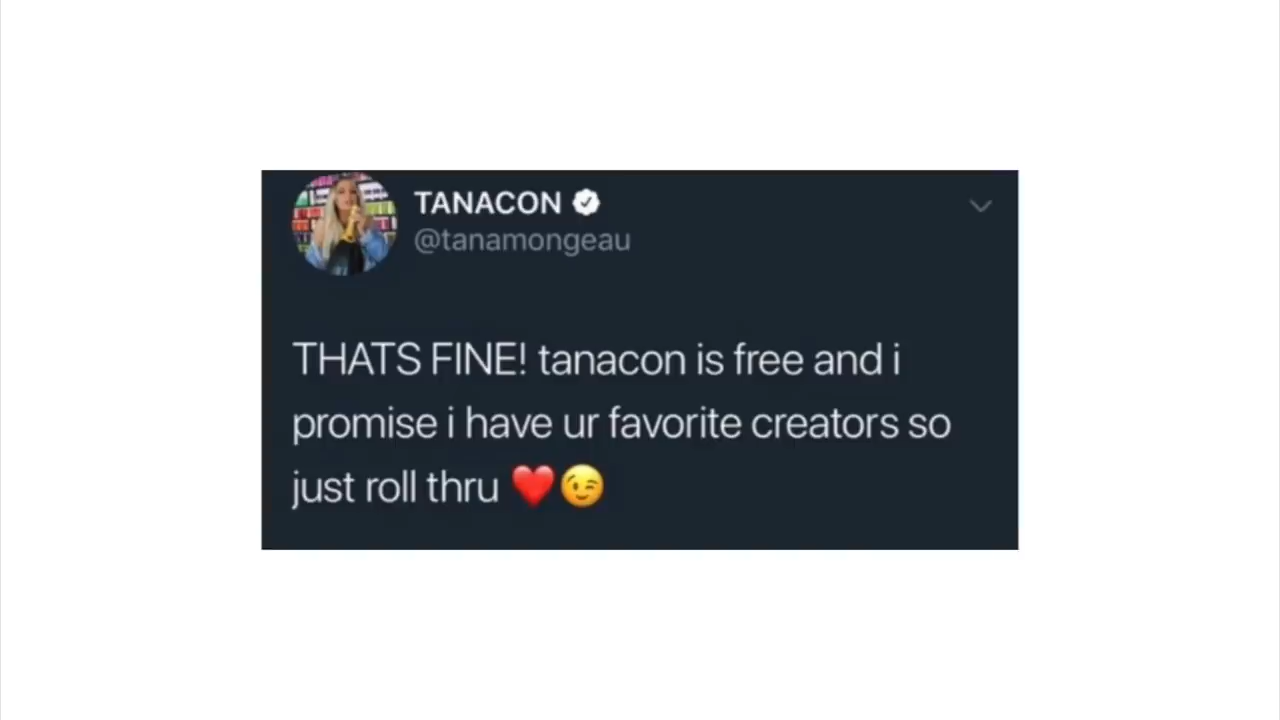 TANACON
@tanamongeau
THATS FINE! tanacon is free and i
promise i have ur favorite creators so
just roll thru ❤️😉